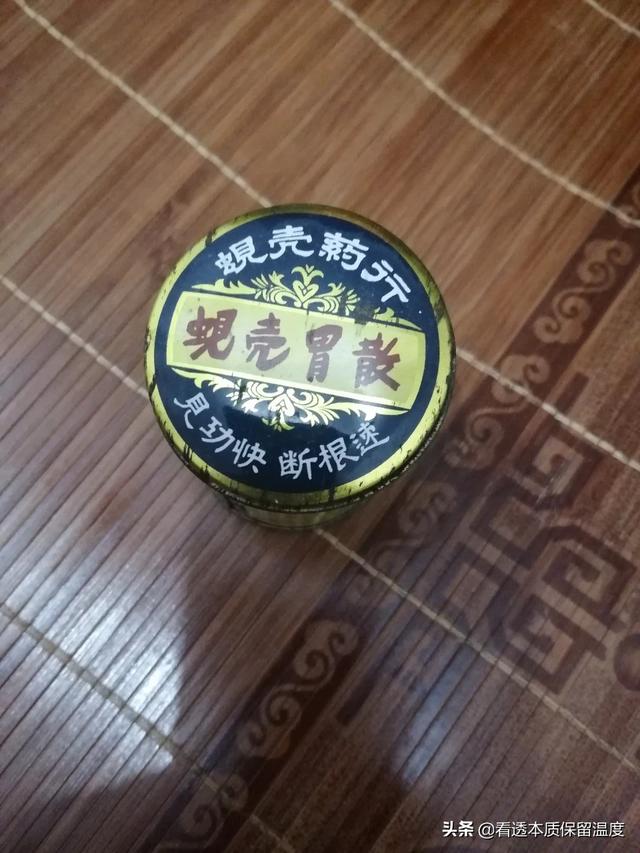 蜆壳药行
蜆壳胃散
見功快 断根速
头条 @看透本质保留温度